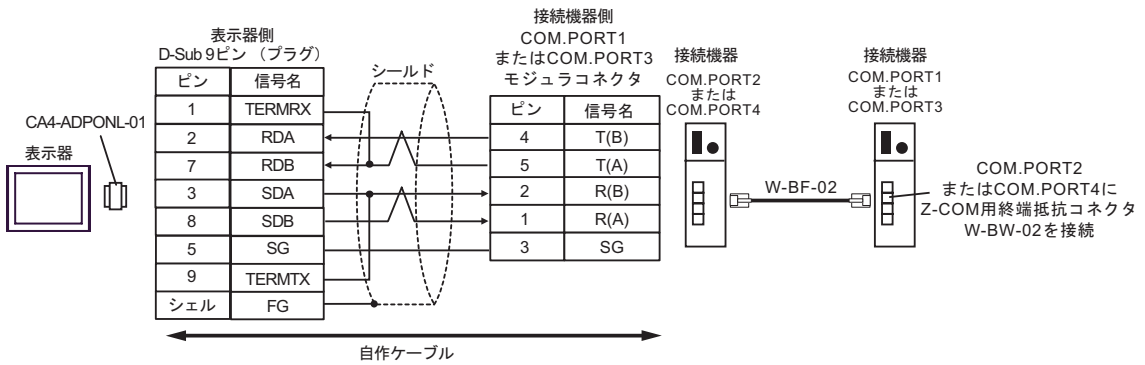 表示器側
D-Sub 9ピン （プラグ）
ピン 信号名
1 TERMRX
2 RDA
7 RDB
3 SDA
8 SDB
5 SG
9 TERMTX
シェル FG
CA4-ADPONL-01
表示器
シールド
接続機器側
COM.PORT1
またはCOM.PORT3
モジュラコネクタ
ピン 信号名
4 T(B)
5 T(A)
2 R(B)
1 R(A)
3 SG
自作ケーブル
接続機器
COM.PORT2
または
COM.PORT4
W-BF-02
接続機器
COM.PORT1
または
COM.PORT3
COM.PORT2
またはCOM.PORT4に
Z-COM用終端抵抗コネクタ
W-BW-02を接続